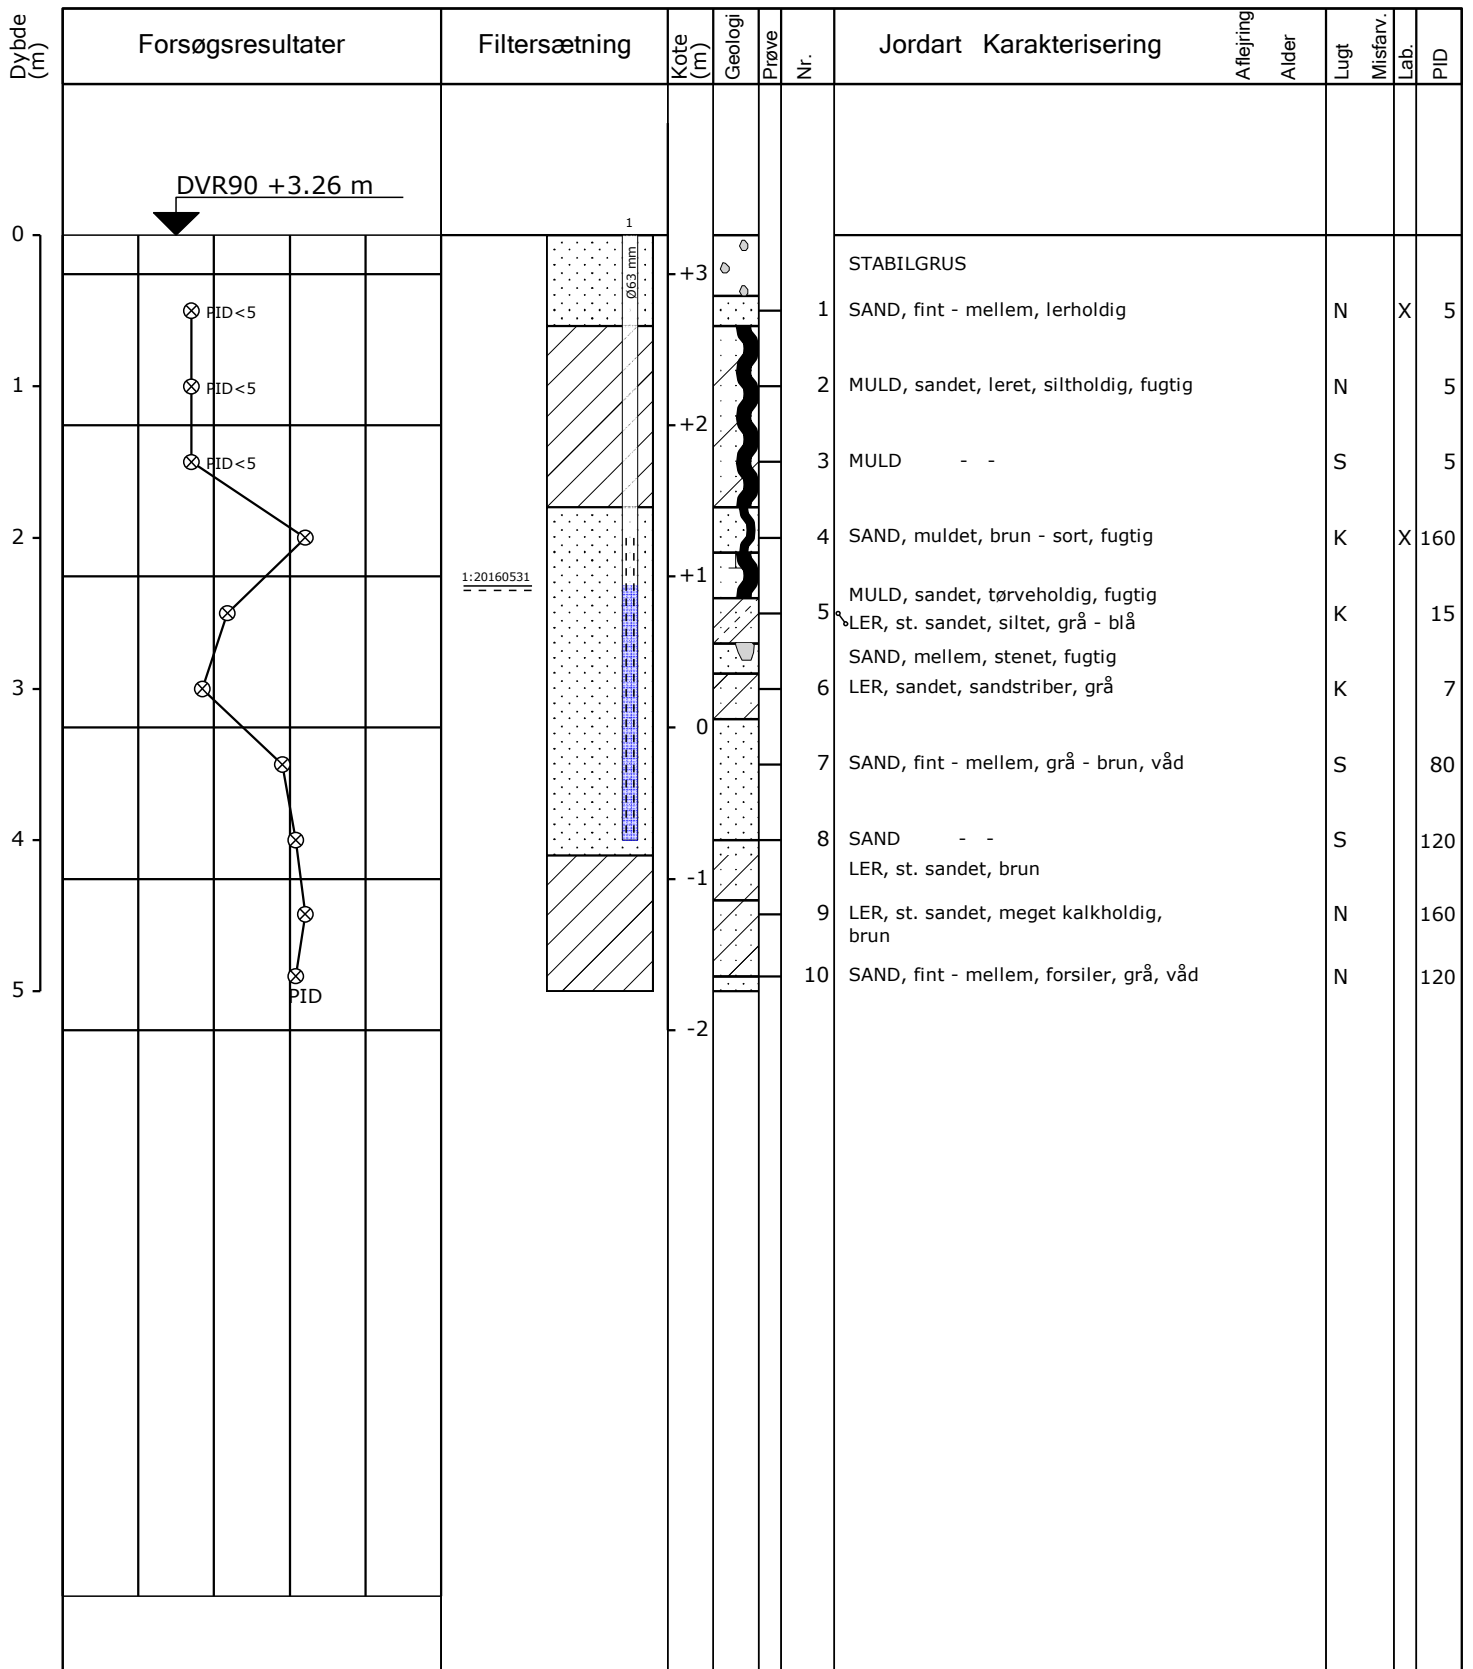 Dybde (m) Forsøgsresultater Filtersætning Kote (m) Geologi Prøve Nr. Jordart Karakterisering Aflejring Alder Lugt Misfarv. Lab. PID
DVR90 +3.26 m
1
0
Ø63 mm
STABILGRUS
+3
PID<5 1 SAND, fint - mellem, lerholdig N X 5
1 PID<5 2 MULD, sandet, leret, siltholdig, fugtig N 5
+2
PID<5 3 MULD - - S 5
2 4 SAND, muldet, brun - sort, fugtig K X 160
1:20160531 +1
MULD, sandet, tørveholdig, fugtig
5 K 15
LER, st. sandet, siltet, grå - blå
SAND, mellem, stenet, fugtig
3 6 LER, sandet, sandstriber, grå K 7
0
7 SAND, fint - mellem, grå - brun, våd S 80
4 8 SAND - - S 120
LER, st. sandet, brun
-1
9 LER, st. sandet, meget kalkholdig, N 160
brun
10 SAND, fint - mellem, forsiler, grå, våd N 120
5 PID
-2